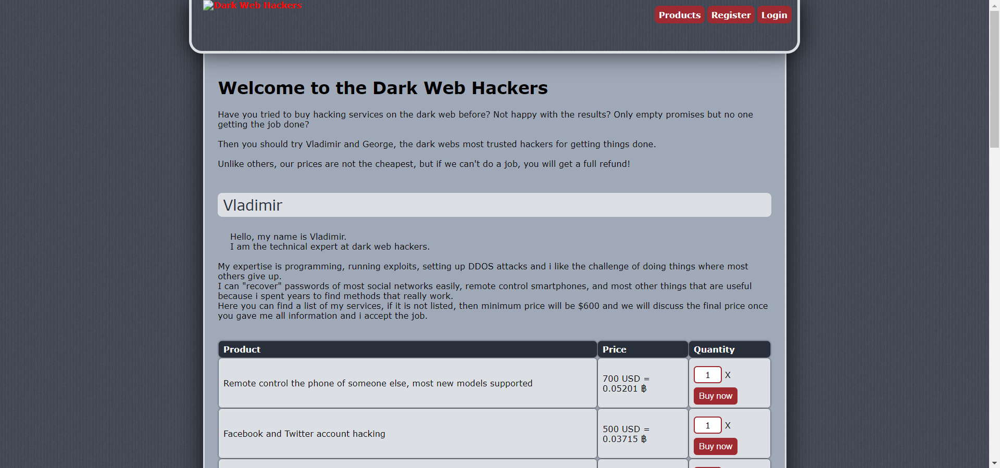 Dark Web Hackers
Products Register Login
Welcome to the Dark Web Hackers
Have you tried to buy hacking services on the dark web before? Not happy with the results? Only empty promises but no one
getting the job done?
Then you should try Vladimir and George, the dark webs most trusted hackers for getting things done.
Unlike others, our prices are not the cheapest, but if we can't do a job, you will get a full refund!
Vladimir
Hello, my name is Vladimir.
I am the technical expert at dark web hackers.
My expertise is programming, running exploits, setting up DDOS attacks and i like the challenge of doing things where most
others give up.
I can "recover" passwords of most social networks easily, remote control smartphones, and most other things that are useful
because i spent years to find methods that really work.
Here you can find a list of my services, if it is not listed, then minimum price will be $600 and we will discuss the final price once
you gave me all information and i accept the job.
Product Price Quantity
Remote control the phone of someone else, most new models supported
700 USD =
0.05201 ฿
1 X
Buy now
Facebook and Twitter account hacking
500 USD =
0.03715 ฿
1 X
Buy now